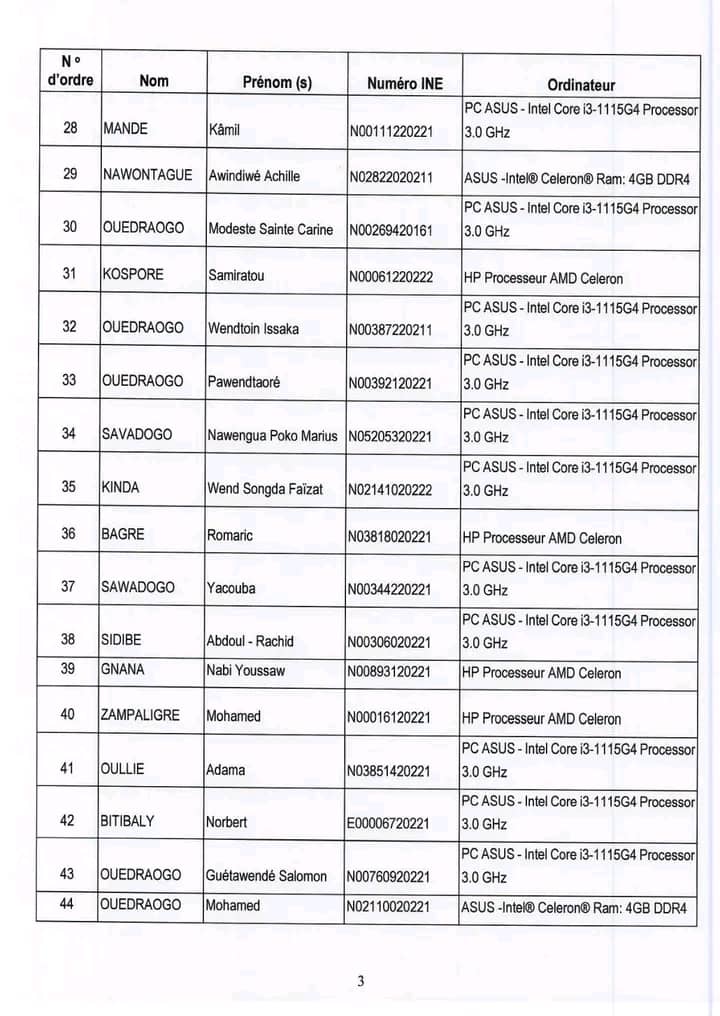 N° d'ordre Nom Prénom (s) Numéro INE Ordinateur
28 MANDE Kâmil N00111220221 PC ASUS - Intel Core i3-1115G4 Processor 3.0 GHz
29 NAWONTAGUE Awindiwé Achille N02822020211 ASUS -Intel® Celeron® Ram: 4GB DDR4
30 OUEDRAOGO Modeste Sainte Carine N00269420161 PC ASUS - Intel Core i3-1115G4 Processor 3.0 GHz
31 KOSPORE Samiratou N00061220222 HP Processeur AMD Celeron
32 OUEDRAOGO Wendtoin Issaka N00387220211 PC ASUS - Intel Core i3-1115G4 Processor 3.0 GHz
33 OUEDRAOGO Pawendtaoré N00392120221 PC ASUS - Intel Core i3-1115G4 Processor 3.0 GHz
34 SAVADOGO Nawengua Poko Marius N05205320221 PC ASUS - Intel Core i3-1115G4 Processor 3.0 GHz
35 KINDA Wend Songda Faïzat N02141020222 PC ASUS - Intel Core i3-1115G4 Processor 3.0 GHz
36 BAGRE Romaric N03818020221 HP Processeur AMD Celeron
37 SAWADOGO Yacouba N00344220221 PC ASUS - Intel Core i3-1115G4 Processor 3.0 GHz
38 SIDIBE Abdoul - Rachid N00306020221 PC ASUS - Intel Core i3-1115G4 Processor 3.0 GHz
39 GNANA Nabi Youssaw N00893120221 HP Processeur AMD Celeron
40 ZAMPALIGRE Mohamed N00016120221 HP Processeur AMD Celeron
41 OULLIE Adama N03851420221 PC ASUS - Intel Core i3-1115G4 Processor 3.0 GHz
42 BITIBALY Norbert E00006720221 PC ASUS - Intel Core i3-1115G4 Processor 3.0 GHz
43 OUEDRAOGO Guétawendé Salomon N00760920221 PC ASUS - Intel Core i3-1115G4 Processor 3.0 GHz
44 OUEDRAOGO Mohamed N02110020221 ASUS -Intel® Celeron® Ram: 4GB DDR4
3